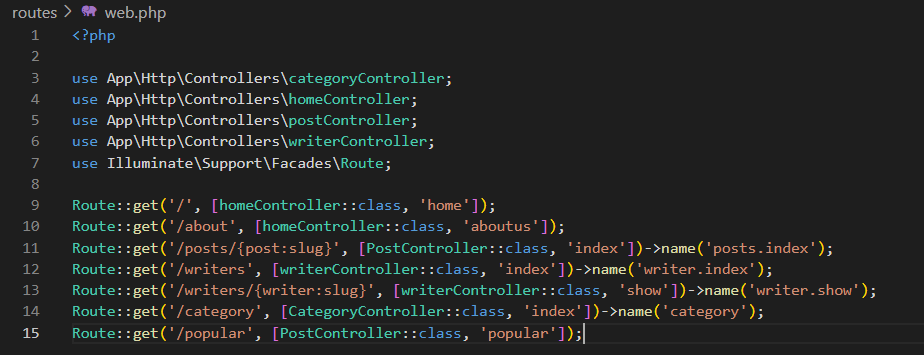 routes > web.php
1 <?php
2
3 use App\Http\Controllers\categoryController;
4 use App\Http\Controllers\homeController;
5 use App\Http\Controllers\postController;
6 use App\Http\Controllers\writerController;
7 use Illuminate\Support\Facades\Route;
8
9 Route::get('/', [homeController::class, 'home']);
10 Route::get('/about', [homeController::class, 'aboutus']);
11 Route::get('/posts/{post:slug}', [PostController::class, 'index'])->name('posts.index');
12 Route::get('/writers', [writerController::class, 'index'])->name('writer.index');
13 Route::get('/writers/{writer:slug}', [writerController::class, 'show'])->name('writer.show');
14 Route::get('/category', [CategoryController::class, 'index'])->name('category');
15 Route::get('/popular', [PostController::class, 'popular']);